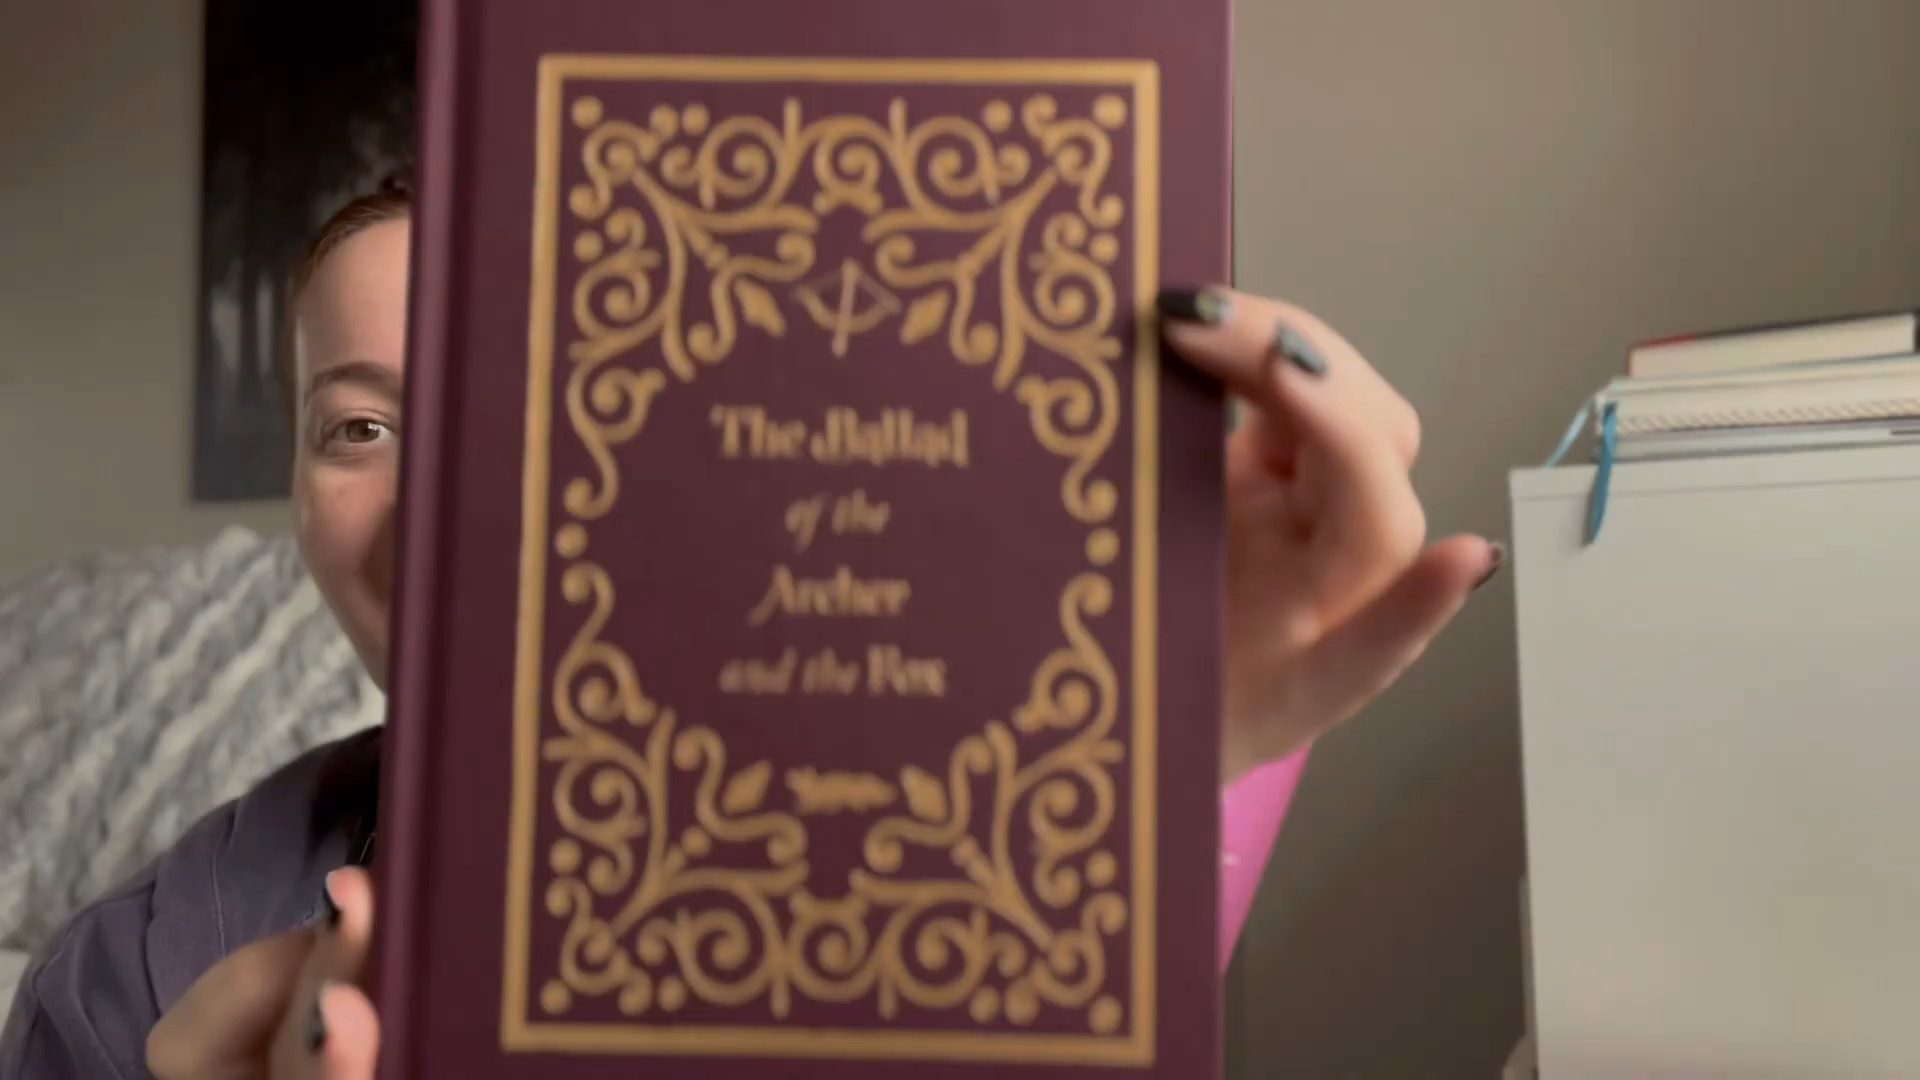 The Ballad
of the
Archer
and the Fox